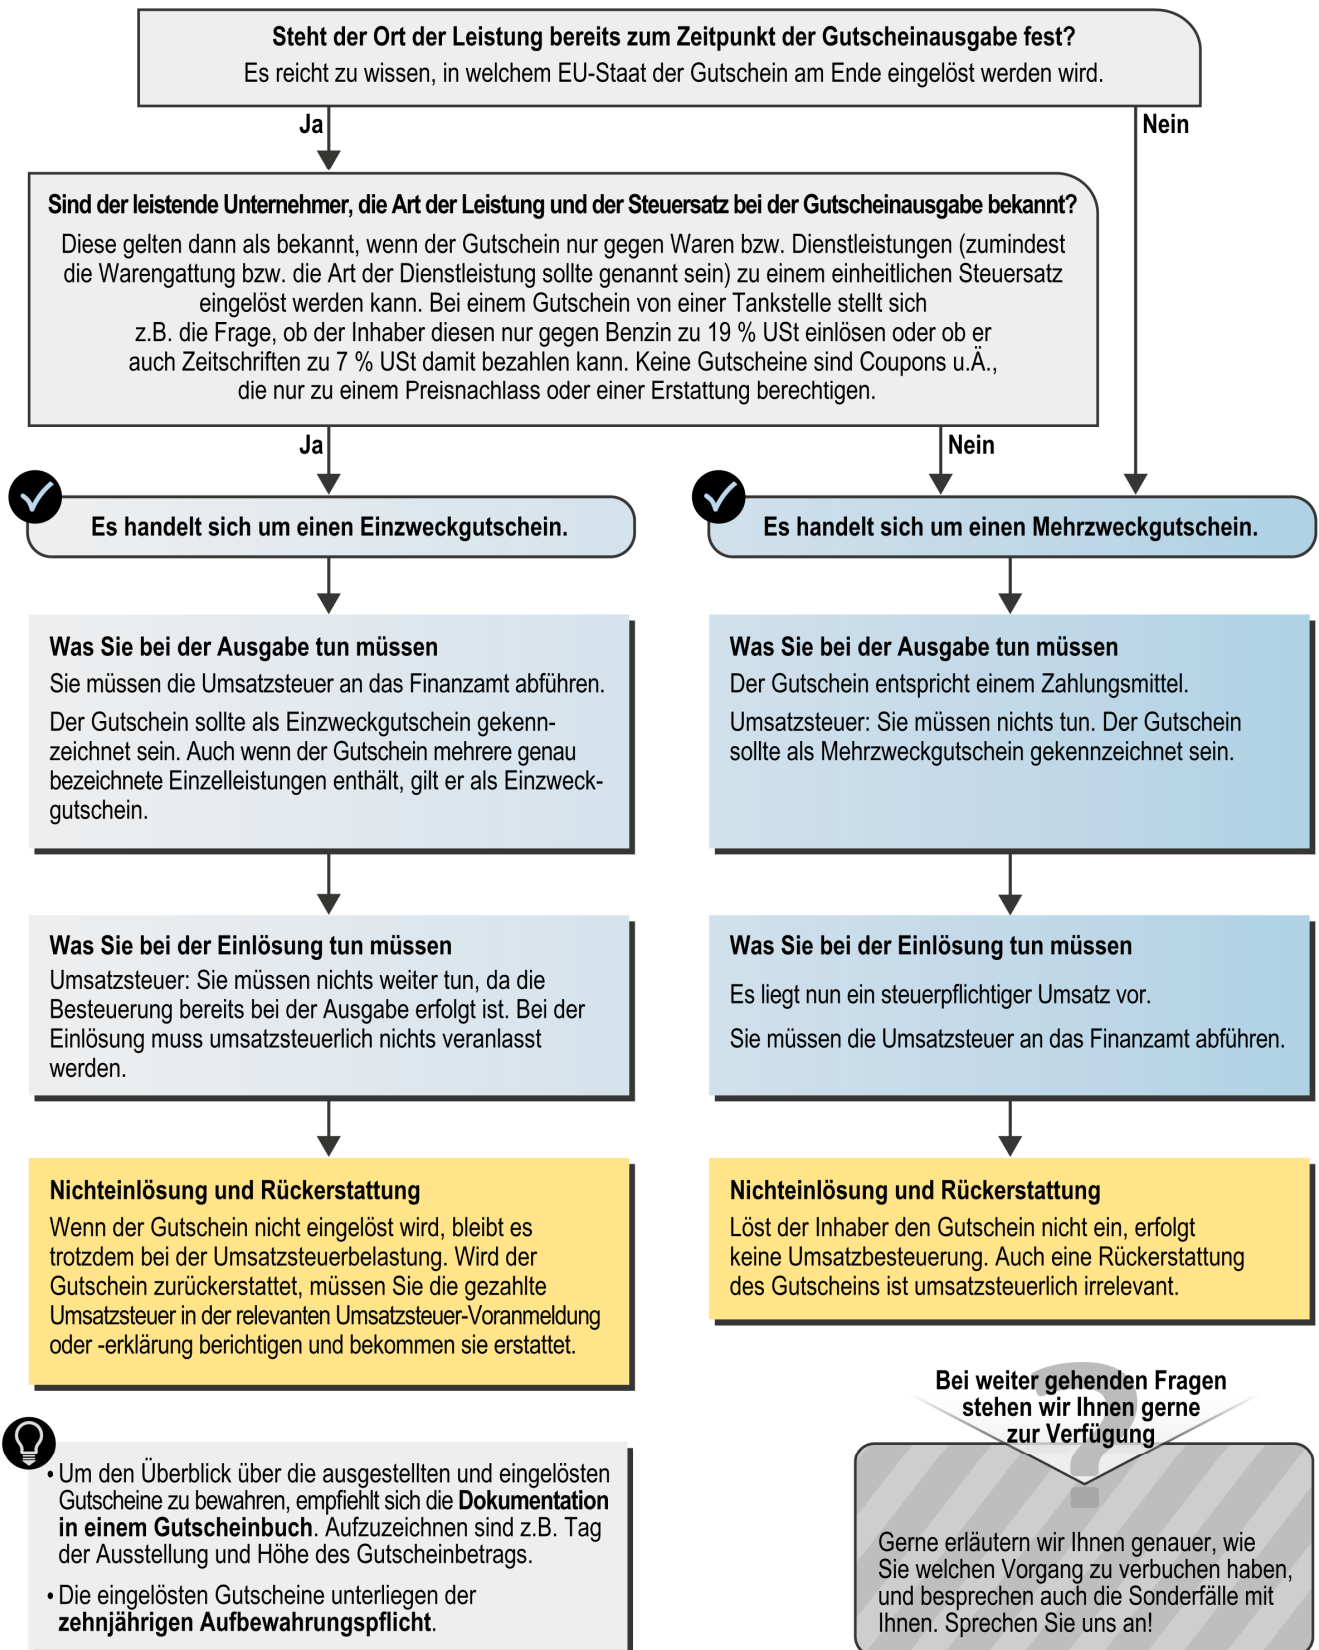 Steht der Ort der Leistung bereits zum Zeitpunkt der Gutscheinausgabe fest?
Es reicht zu wissen, in welchem EU-Staat der Gutschein am Ende eingelöst werden wird.
Ja
Nein
Sind der leistende Unternehmer, die Art der Leistung und der Steuersatz bei der Gutscheinausgabe bekannt?
Diese gelten dann als bekannt, wenn der Gutschein nur gegen Waren bzw. Dienstleistungen (zumindest
die Warengattung bzw. die Art der Dienstleistung sollte genannt sein) zu einem einheitlichen Steuersatz
eingelöst werden kann. Bei einem Gutschein von einer Tankstelle stellt sich
z.B. die Frage, ob der Inhaber diesen nur gegen Benzin zu 19 % USt einlösen oder ob er
auch Zeitschriften zu 7 % USt damit bezahlen kann. Keine Gutscheine sind Coupons u.Ä.,
die nur zu einem Preisnachlass oder einer Erstattung berechtigen.
Ja
Nein
Es handelt sich um einen Einzweckgutschein.
Was Sie bei der Ausgabe tun müssen
Sie müssen die Umsatzsteuer an das Finanzamt abführen.
Der Gutschein sollte als Einzweckgutschein gekenn-
zeichnet sein. Auch wenn der Gutschein mehrere genau
bezeichnete Einzelleistungen enthält, gilt er als Einzweck-
gutschein.
Was Sie bei der Einlösung tun müssen
Umsatzsteuer: Sie müssen nichts weiter tun, da die
Besteuerung bereits bei der Ausgabe erfolgt ist. Bei der
Einlösung muss umsatzsteuerlich nichts veranlasst
werden.
Nichteinlösung und Rückerstattung
Wenn der Gutschein nicht eingelöst wird, bleibt es
trotzdem bei der Umsatzsteuerbelastung. Wird der
Gutschein zurückerstattet, müssen Sie die gezahlte
Umsatzsteuer in der relevanten Umsatzsteuer-Voranmeldung
oder -erklärung berichtigen und bekommen sie erstattet.
Es handelt sich um einen Mehrzweckgutschein.
Was Sie bei der Ausgabe tun müssen
Der Gutschein entspricht einem Zahlungsmittel.
Umsatzsteuer: Sie müssen nichts tun. Der Gutschein
sollte als Mehrzweckgutschein gekennzeichnet sein.
Was Sie bei der Einlösung tun müssen
Es liegt nun ein steuerpflichtiger Umsatz vor.
Sie müssen die Umsatzsteuer an das Finanzamt abführen.
Nichteinlösung und Rückerstattung
Löst der Inhaber den Gutschein nicht ein, erfolgt
keine Umsatzbesteuerung. Auch eine Rückerstattung
des Gutscheins ist umsatzsteuerlich irrelevant.
• Um den Überblick über die ausgestellten und eingelösten
Gutscheine zu bewahren, empfiehlt sich die Dokumentation
in einem Gutscheinbuch. Aufzuzeichnen sind z.B. Tag
der Ausstellung und Höhe des Gutscheinbetrags.
• Die eingelösten Gutscheine unterliegen der
zehnjährigen Aufbewahrungspflicht.
?
Bei weiter gehenden Fragen
stehen wir Ihnen gerne
zur Verfügung
Gerne erläutern wir Ihnen genauer, wie
Sie welchen Vorgang zu verbuchen haben,
und besprechen auch die Sonderfälle mit
Ihnen. Sprechen Sie uns an!